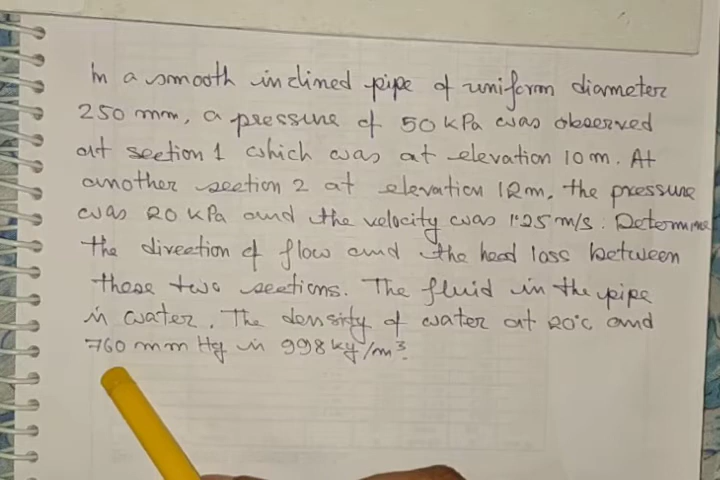 In a smooth inclined pipe of uniform diameter
250 mm, a pressure of 50 kPa was observed
at section 1 which was at elevation 10 m. At
another section 2 at elevation 12 m, the pressure
was 20 kPa and the velocity was 1.25 m/s. Determine
the direction of flow and the head loss between
these two sections. The fluid in the pipe
is water. The density of water at 20°C and
760 mm Hg is 998 kg/m³.